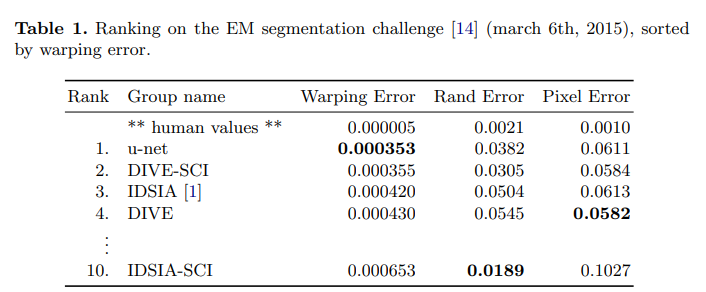 Table 1. Ranking on the EM segmentation challenge [14] (march 6th, 2015), sorted
by warping error.
Rank Group name Warping Error Rand Error Pixel Error
** human values ** 0.000005 0.0021 0.0010
1. u-net 0.000353 0.0382 0.0611
2. DIVE-SCI 0.000355 0.0305 0.0584
3. IDSIA [1] 0.000420 0.0504 0.0613
4. DIVE 0.000430 0.0545 0.0582
⋮
10. IDSIA-SCI 0.000653 0.0189 0.1027